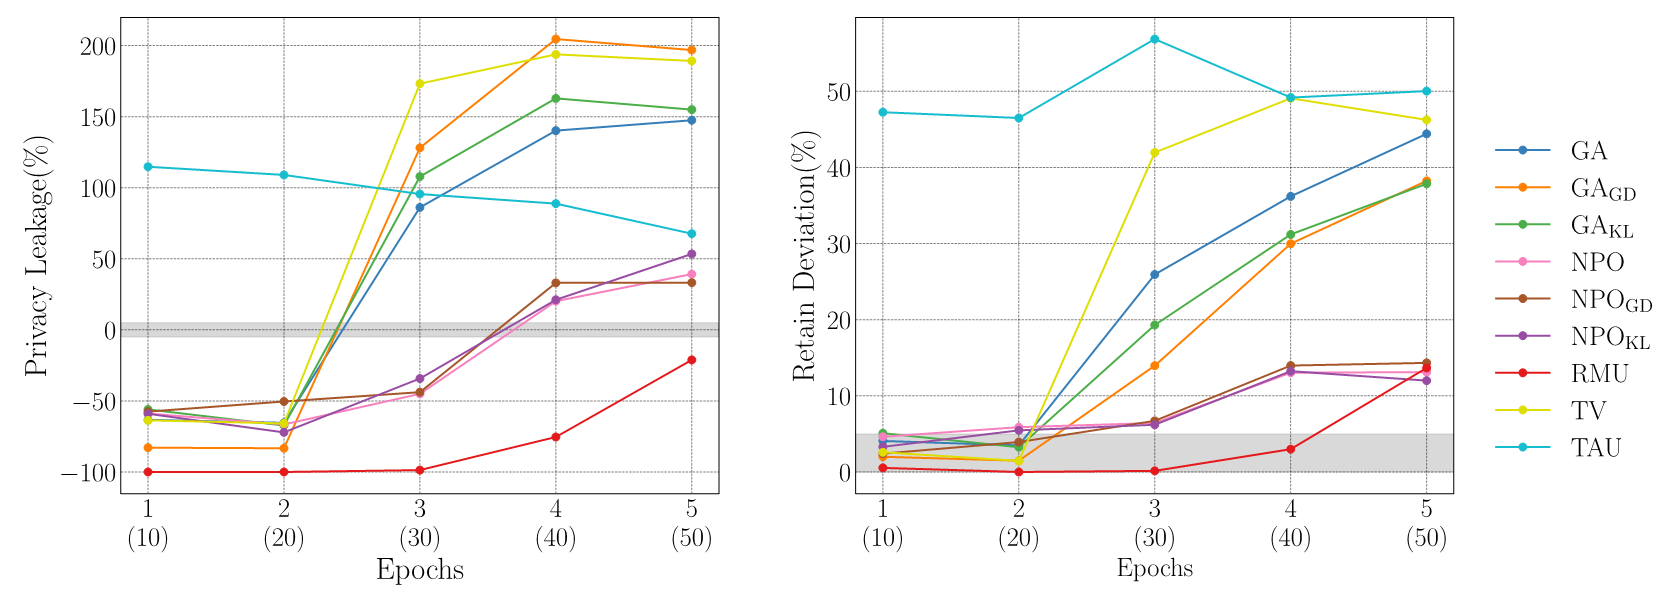 Privacy Leakage(%)
200
150
100
50
0
−50
−100
1 2 3 4 5
(10) (20) (30) (40) (50)
Epochs
Retain Deviation(%)
50
40
30
20
10
0
1 2 3 4 5
(10) (20) (30) (40) (50)
Epochs
GA
GA_GD
GA_KL
NPO
NPO_GD
NPO_KL
RMU
TV
TAU